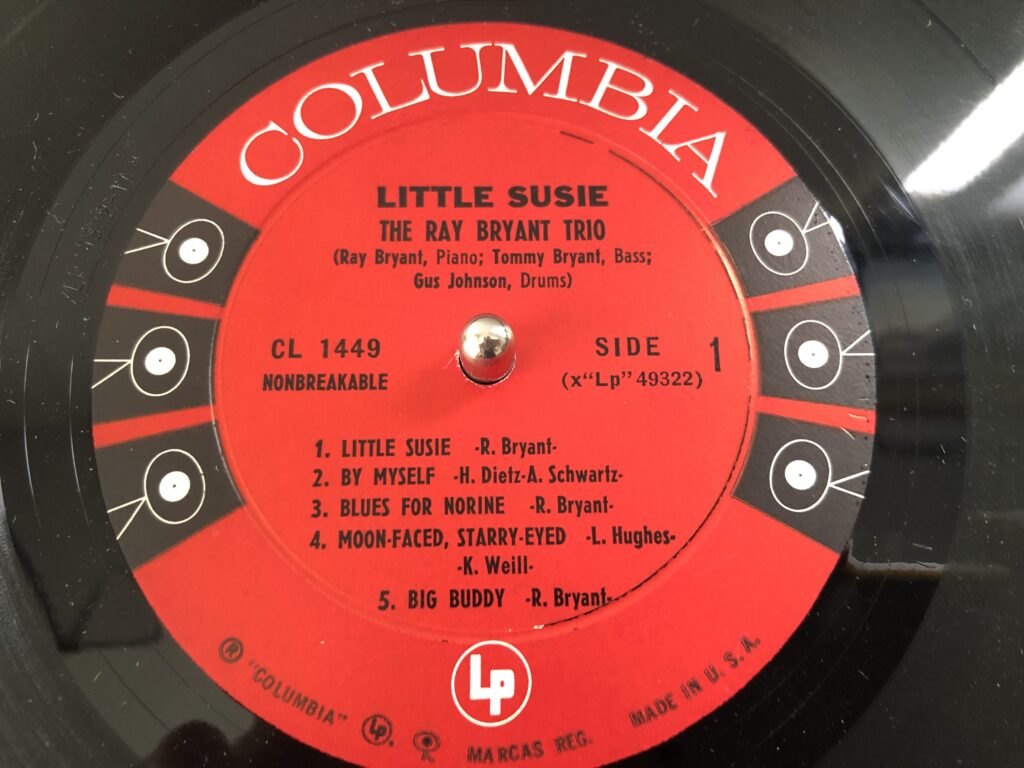 COLUMBIA
LITTLE SUSIE
THE RAY BRYANT TRIO
(Ray Bryant, Piano; Tommy Bryant, Bass;
Gus Johnson, Drums)
CL 1449
NONBREAKABLE
SIDE 1
(x"Lp" 49322)
1. LITTLE SUSIE -R. Bryant-
2. BY MYSELF -H. Dietz-A. Schwartz-
3. BLUES FOR NORINE -R. Bryant-
4. MOON-FACED, STARRY-EYED -L. Hughes-
-K. Weill-
5. BIG BUDDY -R. Bryant-
Lp
® "COLUMBIA" Lp ® MARCAS REG. MADE IN U. S. A.